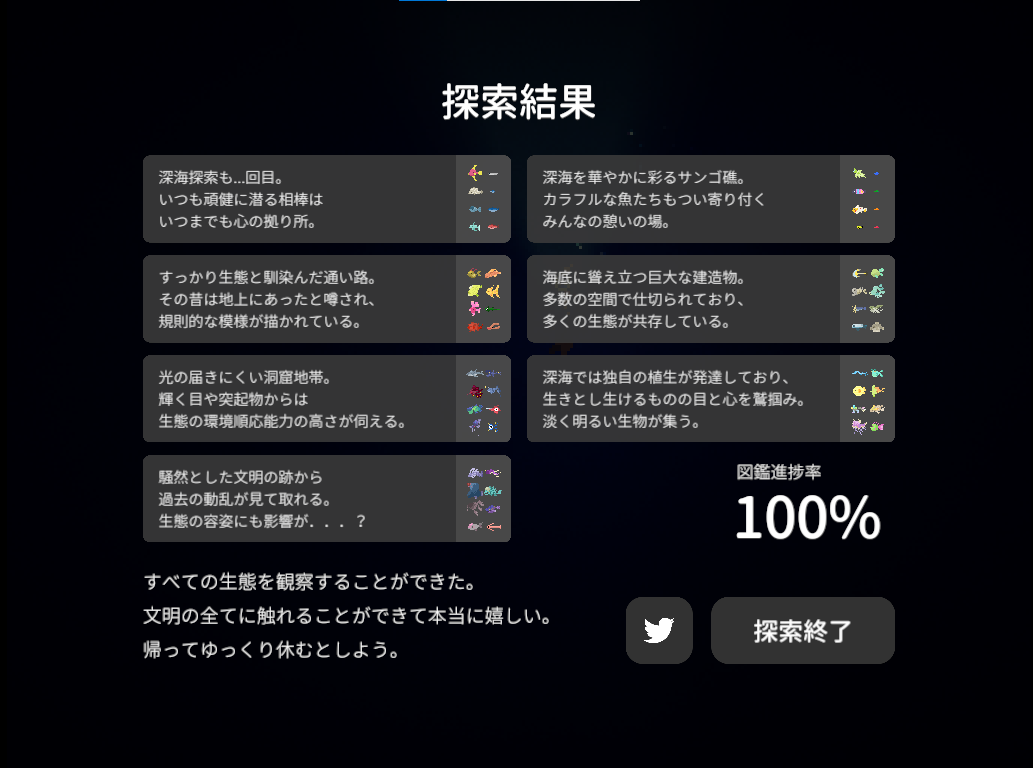 探索結果
深海探索も...回目。
いつも頑健に潜る相棒は
いつまでも心の拠り所。
深海を華やかに彩るサンゴ礁。
カラフルな魚たちもつい寄り付く
みんなの憩いの場。
すっかり生態と馴染んだ通い路。
その昔は地上にあったと噂され、
規則的な模様が描かれている。
海底に聳え立つ巨大な建造物。
多数の空間で仕切られており、
多くの生態が共存している。
光の届きにくい洞窟地帯。
輝く目や突起物からは
生態の環境順応能力の高さが伺える。
深海では独自の植生が発達しており、
生きとし生けるものの目と心を鷲掴み。
淡く明るい生物が集う。
騒然とした文明の跡から
過去の動乱が見て取れる。
生態の容姿にも影響が．．．？
図鑑進捗率
100%
すべての生態を観察することができた。
文明の全てに触れることができて本当に嬉しい。
帰ってゆっくり休むとしよう。
探索終了